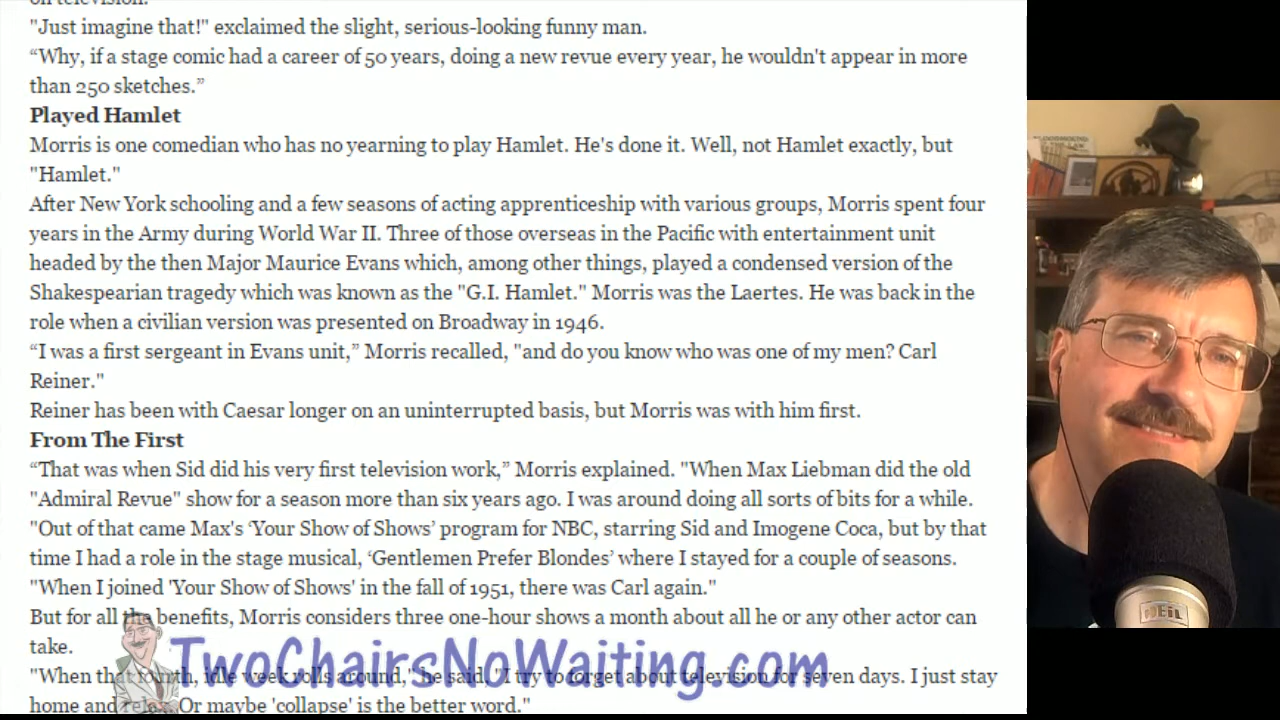 on television.
"Just imagine that!" exclaimed the slight, serious-looking funny man.
“Why, if a stage comic had a career of 50 years, doing a new revue every year, he wouldn't appear in more
than 250 sketches.”
Played Hamlet
Morris is one comedian who has no yearning to play Hamlet. He's done it. Well, not Hamlet exactly, but
"Hamlet."
After New York schooling and a few seasons of acting apprenticeship with various groups, Morris spent four
years in the Army during World War II. Three of those overseas in the Pacific with entertainment unit
headed by the then Major Maurice Evans which, among other things, played a condensed version of the
Shakespearian tragedy which was known as the "G.I. Hamlet." Morris was the Laertes. He was back in the
role when a civilian version was presented on Broadway in 1946.
“I was a first sergeant in Evans unit,” Morris recalled, "and do you know who was one of my men? Carl
Reiner."
Reiner has been with Caesar longer on an uninterrupted basis, but Morris was with him first.
From The First
“That was when Sid did his very first television work,” Morris explained. "When Max Liebman did the old
"Admiral Revue" show for a season more than six years ago. I was around doing all sorts of bits for a while.
"Out of that came Max's ‘Your Show of Shows’ program for NBC, starring Sid and Imogene Coca, but by that
time I had a role in the stage musical, ‘Gentlemen Prefer Blondes’ where I stayed for a couple of seasons.
"When I joined 'Your Show of Shows' in the fall of 1951, there was Carl again."
But for all the benefits, Morris considers three one-hour shows a month about all he or any other actor can
take.
"When that fourth, idle week rolls around," he said, "I try to forget about television for seven days. I just stay
home and relax. Or maybe 'collapse' is the better word."
TwoChairsNoWaiting.com
HEiL